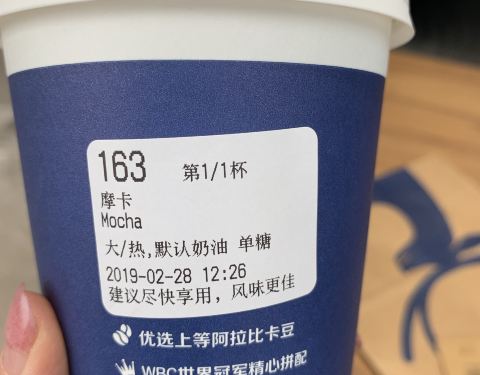 163 第1/1杯
摩卡
Mocha
大/热,默认奶油 单糖
2019-02-28 12:26
建议尽快享用，风味更佳
优选上等阿拉比卡豆
WBC世界冠军精心拼配